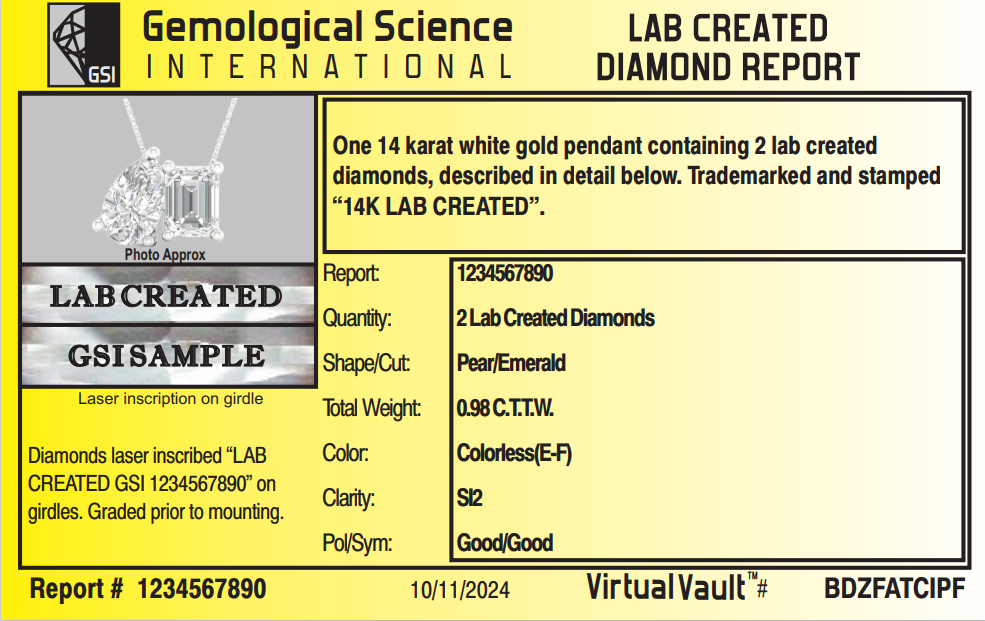 GSI
Gemological Science
INTERNATIONAL
LAB CREATED
DIAMOND REPORT
Photo Approx
LAB CREATED
GSI SAMPLE
Laser inscription on girdle
Diamonds laser inscribed “LAB
CREATED GSI 1234567890” on
girdles. Graded prior to mounting.
One 14 karat white gold pendant containing 2 lab created
diamonds, described in detail below. Trademarked and stamped
“14K LAB CREATED”.
Report: 1234567890
Quantity: 2 Lab Created Diamonds
Shape/Cut: Pear/Emerald
Total Weight: 0.98 C.T.T.W.
Color: Colorless(E-F)
Clarity: SI2
Pol/Sym: Good/Good
Report # 1234567890 10/11/2024 VirtualVault™# BDZFATCIPF